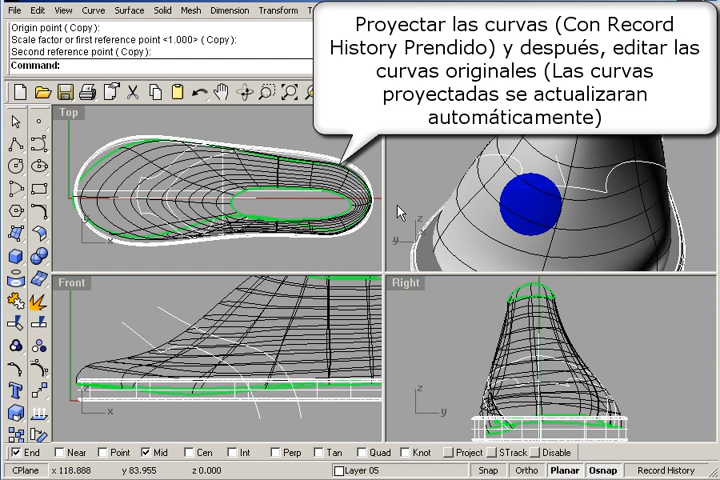 File Edit View Curve Surface Solid Mesh Dimension Transform
Origin point ( Copy ):
Scale factor or first reference point <1.000> ( Copy ):
Second reference point ( Copy ):
Command:
Proyectar las curvas (Con Record
History Prendido) y después, editar las
curvas originales (Las curvas
proyectadas se actualizaran
automáticamente)
Top
y
x
z
y
Front
x
Right
z
y
End Near Point Mid Cen Int Perp Tan Quad Knot Project STrack Disable
CPlane x 118.888 y 83.955 z 0.000 Layer 05 Snap Ortho Planar Osnap Record History